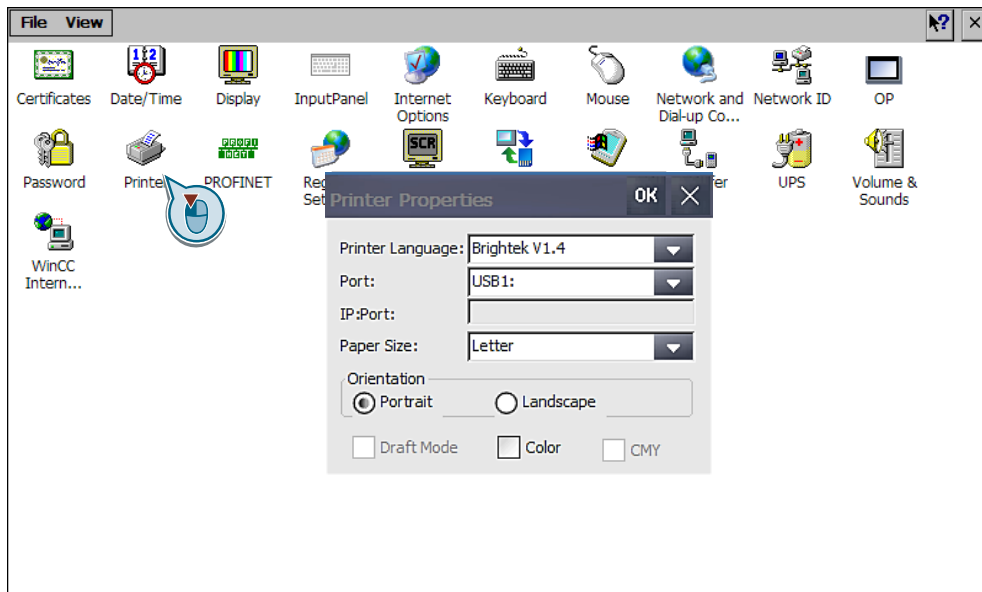 File View
?
Certificates
Date/Time
Display
InputPanel
Internet
Options
Keyboard
Mouse
Network and
Dial-up Co...
Network ID
OP
Password
Printe
PROFINET
SCR
UPS
Volume &
Sounds
WinCC
Intern...
Printer Properties OK
Printer Language: Brightek V1.4
Port: USB1:
IP:Port:
Paper Size: Letter
Orientation
Portrait Landscape
Draft Mode Color CMY